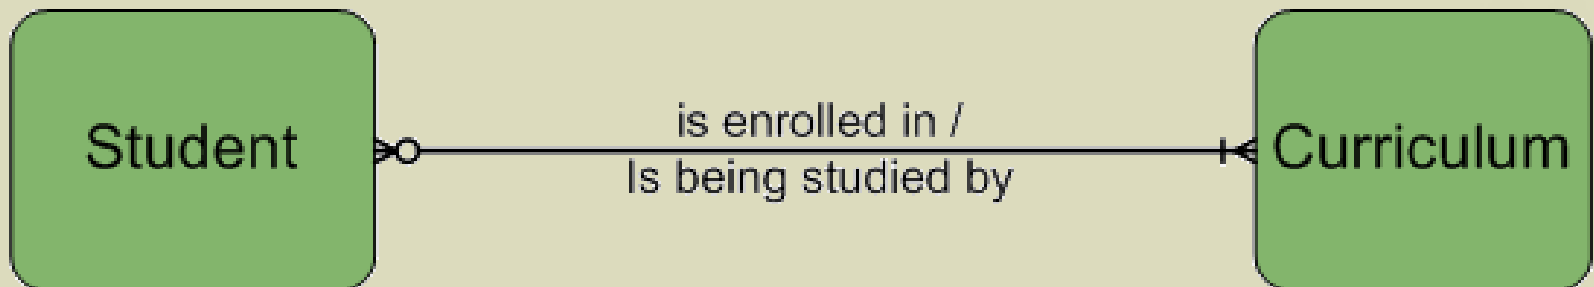 Student
is enrolled in /
Is being studied by
Curriculum